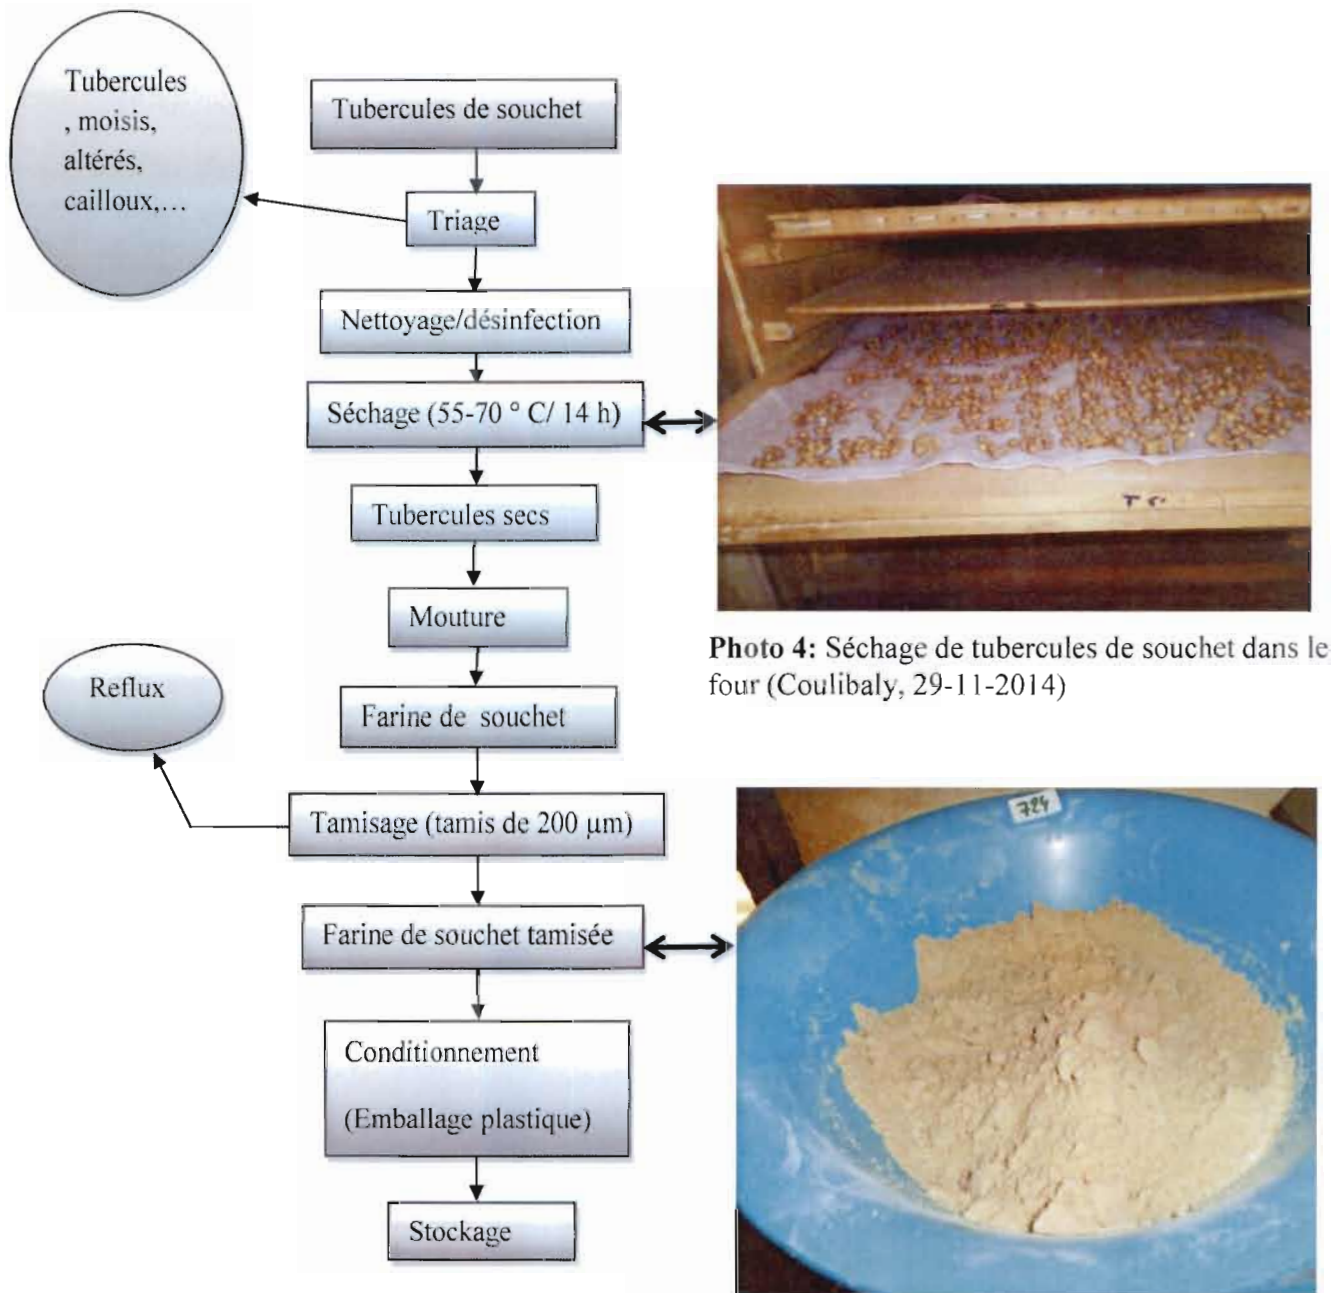 Tubercules
, moisis,
altérés,
cailloux,...
Tubercules de souchet
Triage
Nettoyage/désinfection
Séchage (55-70 ° C/ 14 h)
Tubercules secs
Mouture
Reflux
Farine de souchet
Tamisage (tamis de 200 µm)
Farine de souchet tamisée
Conditionnement
(Emballage plastique)
Stockage
Photo 4: Séchage de tubercules de souchet dans le
four (Coulibaly, 29-11-2014)
724